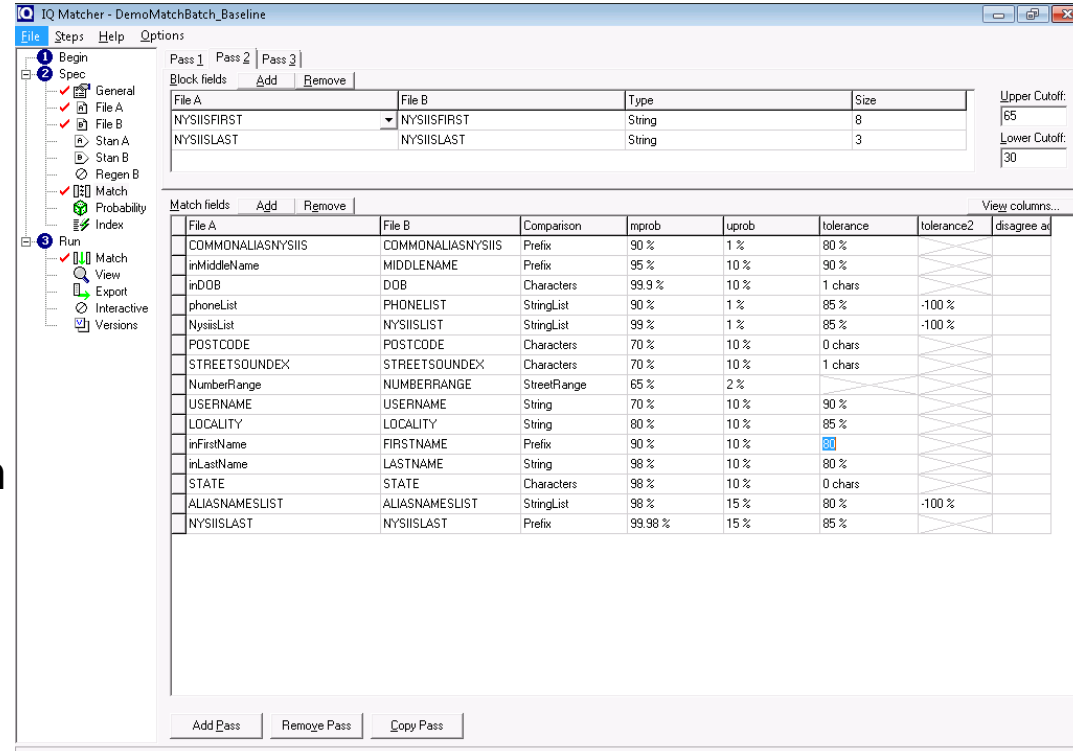 IQ Matcher - DemoMatchBatch_Baseline
File Steps Help Options
1 Begin
2 Spec
General
A File A
B File B
A Stan A
B Stan B
Regen B
Match
Probability
Index
3 Run
Match
View
Export
Interactive
Versions
Pass 1 Pass 2 Pass 3
Block fields Add Remove
File A File B Type Size
NYSIISFIRST NYSIISFIRST String 8
NYSIISLAST NYSIISLAST String 3
Upper Cutoff:
65
Lower Cutoff:
30
Match fields Add Remove View columns...
File A File B Comparison mprob uprob tolerance tolerance2 disagree
COMMONALIASNYSIIS COMMONALIASNYSIIS Prefix 90 % 1 % 80 %
inMiddleName MIDDLENAME Prefix 95 % 10 % 90 %
inDOB DOB Characters 99.9 % 10 % 1 chars
phoneList PHONELIST StringList 90 % 1 % 85 % -100 %
NysiisList NYSIISLIST StringList 99 % 1 % 85 % -100 %
POSTCODE POSTCODE Characters 70 % 10 % 0 chars
STREETSOUNDEX STREETSOUNDEX Characters 70 % 10 % 1 chars
NumberRange NUMBERRANGE StreetRange 65 % 2 %
USERNAME USERNAME String 70 % 10 % 90 %
LOCALITY LOCALITY String 80 % 10 % 85 %
inFirstName FIRSTNAME Prefix 90 % 10 % 80
inLastName LASTNAME String 98 % 10 % 80 %
STATE STATE Characters 98 % 10 % 0 chars
ALIASNAMESLIST ALIASNAMESLIST StringList 98 % 15 % 80 % -100 %
NYSIISLAST NYSIISLAST Prefix 99.98 % 15 % 85 %
Add Pass Remove Pass Copy Pass